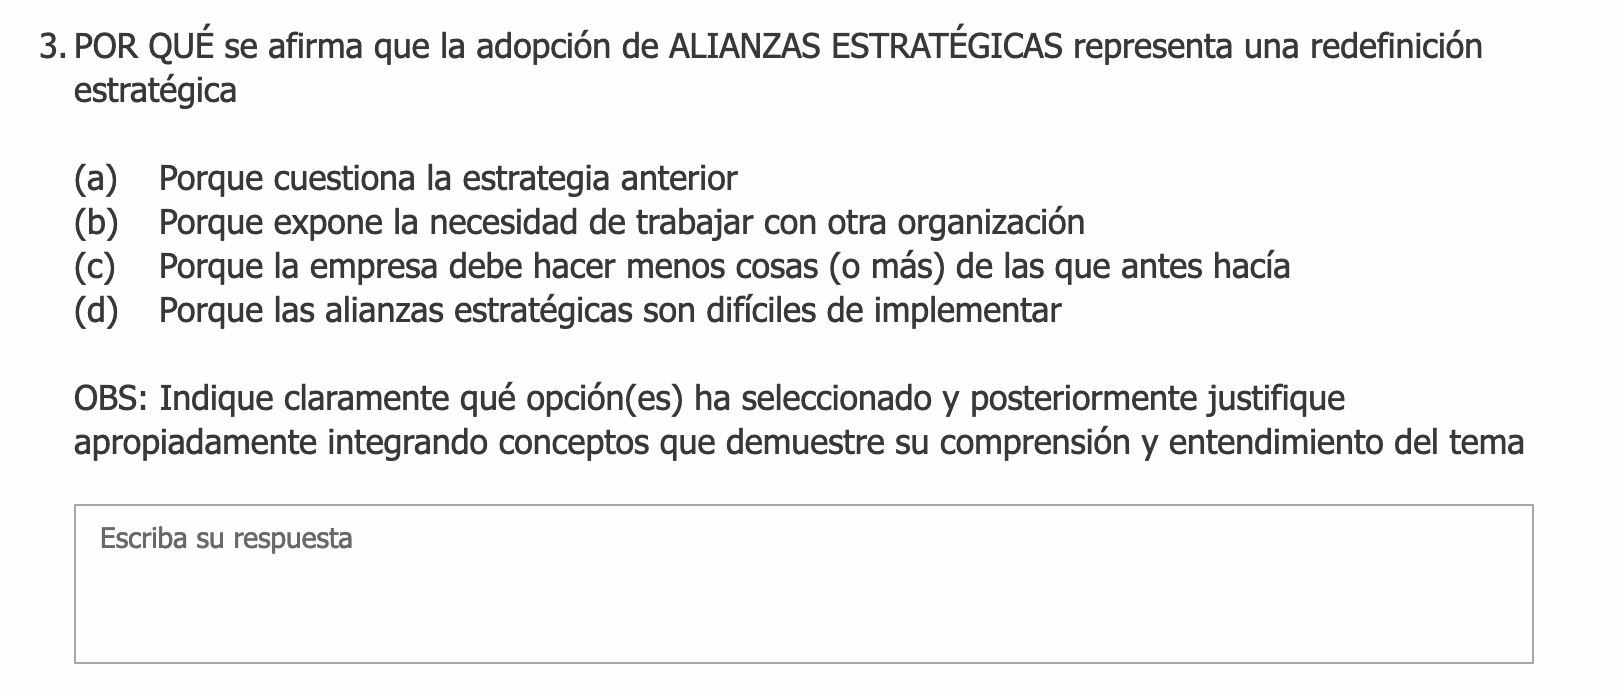 3. POR QUÉ se afirma que la adopción de ALIANZAS ESTRATÉGICAS representa una redefinición
estratégica
(a) Porque cuestiona la estrategia anterior
(b) Porque expone la necesidad de trabajar con otra organización
(c) Porque la empresa debe hacer menos cosas (o más) de las que antes hacía
(d) Porque las alianzas estratégicas son difíciles de implementar
OBS: Indique claramente qué opción(es) ha seleccionado y posteriormente justifique
apropiadamente integrando conceptos que demuestre su comprensión y entendimiento del tema
Escriba su respuesta